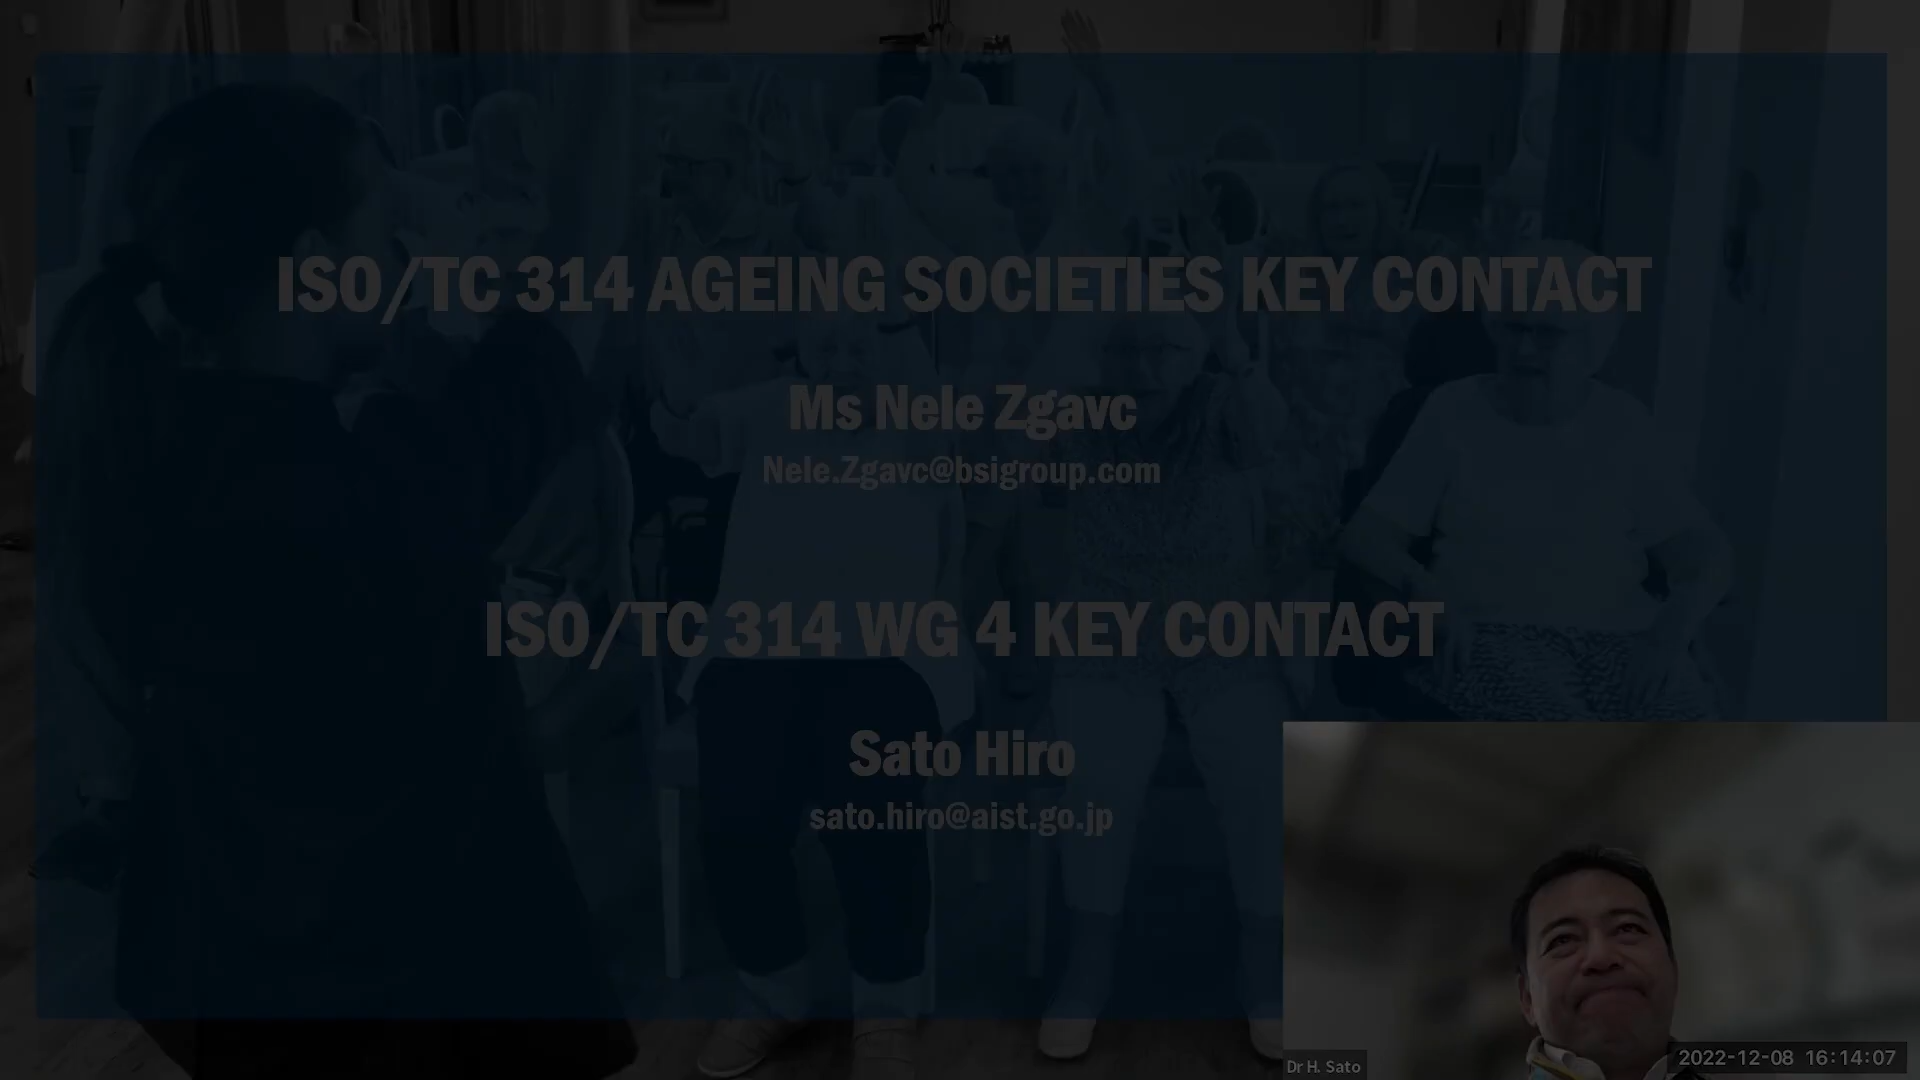 ISO/TC 314 AGEING SOCIETIES KEY CONTACT
Ms Nele Zgavc
Nele.Zgavc@bsigroup.com
ISO/TC 314 WG 4 KEY CONTACT
Sato Hiro
sato.hiro@aist.go.jp
Dr H. Sato
2022-12-08 16:14:07